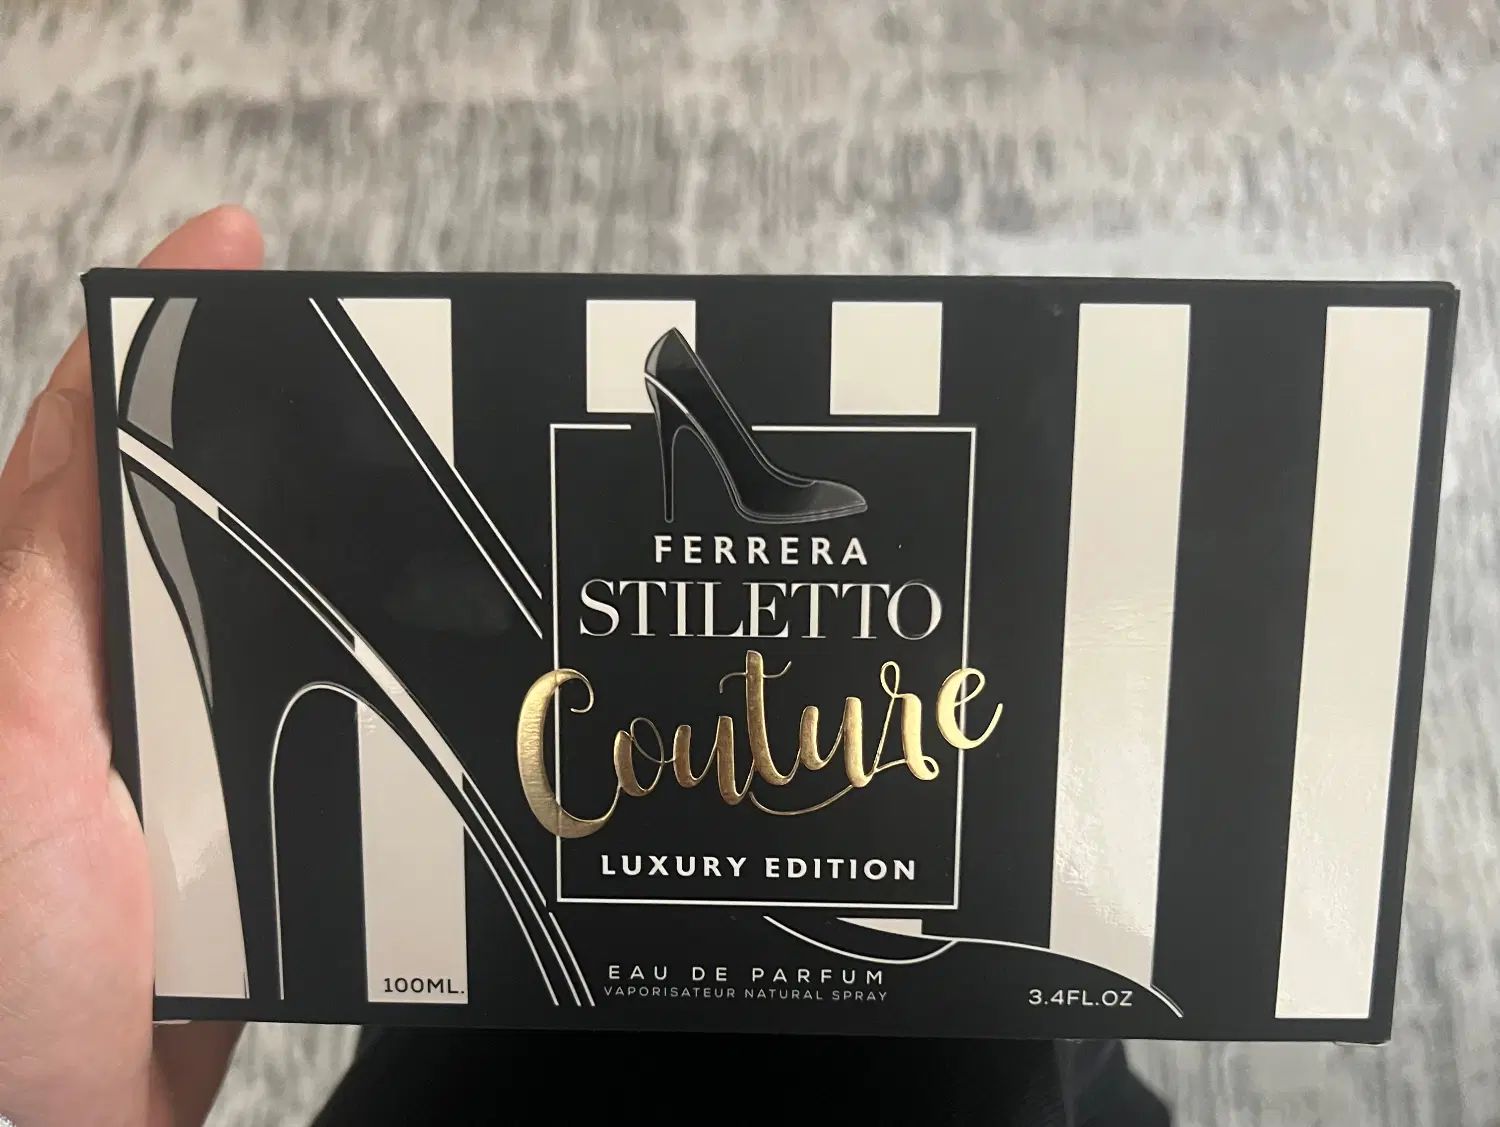 FERRERA
STILETTO
Couture
LUXURY EDITION
EAU DE PARFUM
VAPORISATEUR NATURAL SPRAY
100ML.
3.4FL.OZ